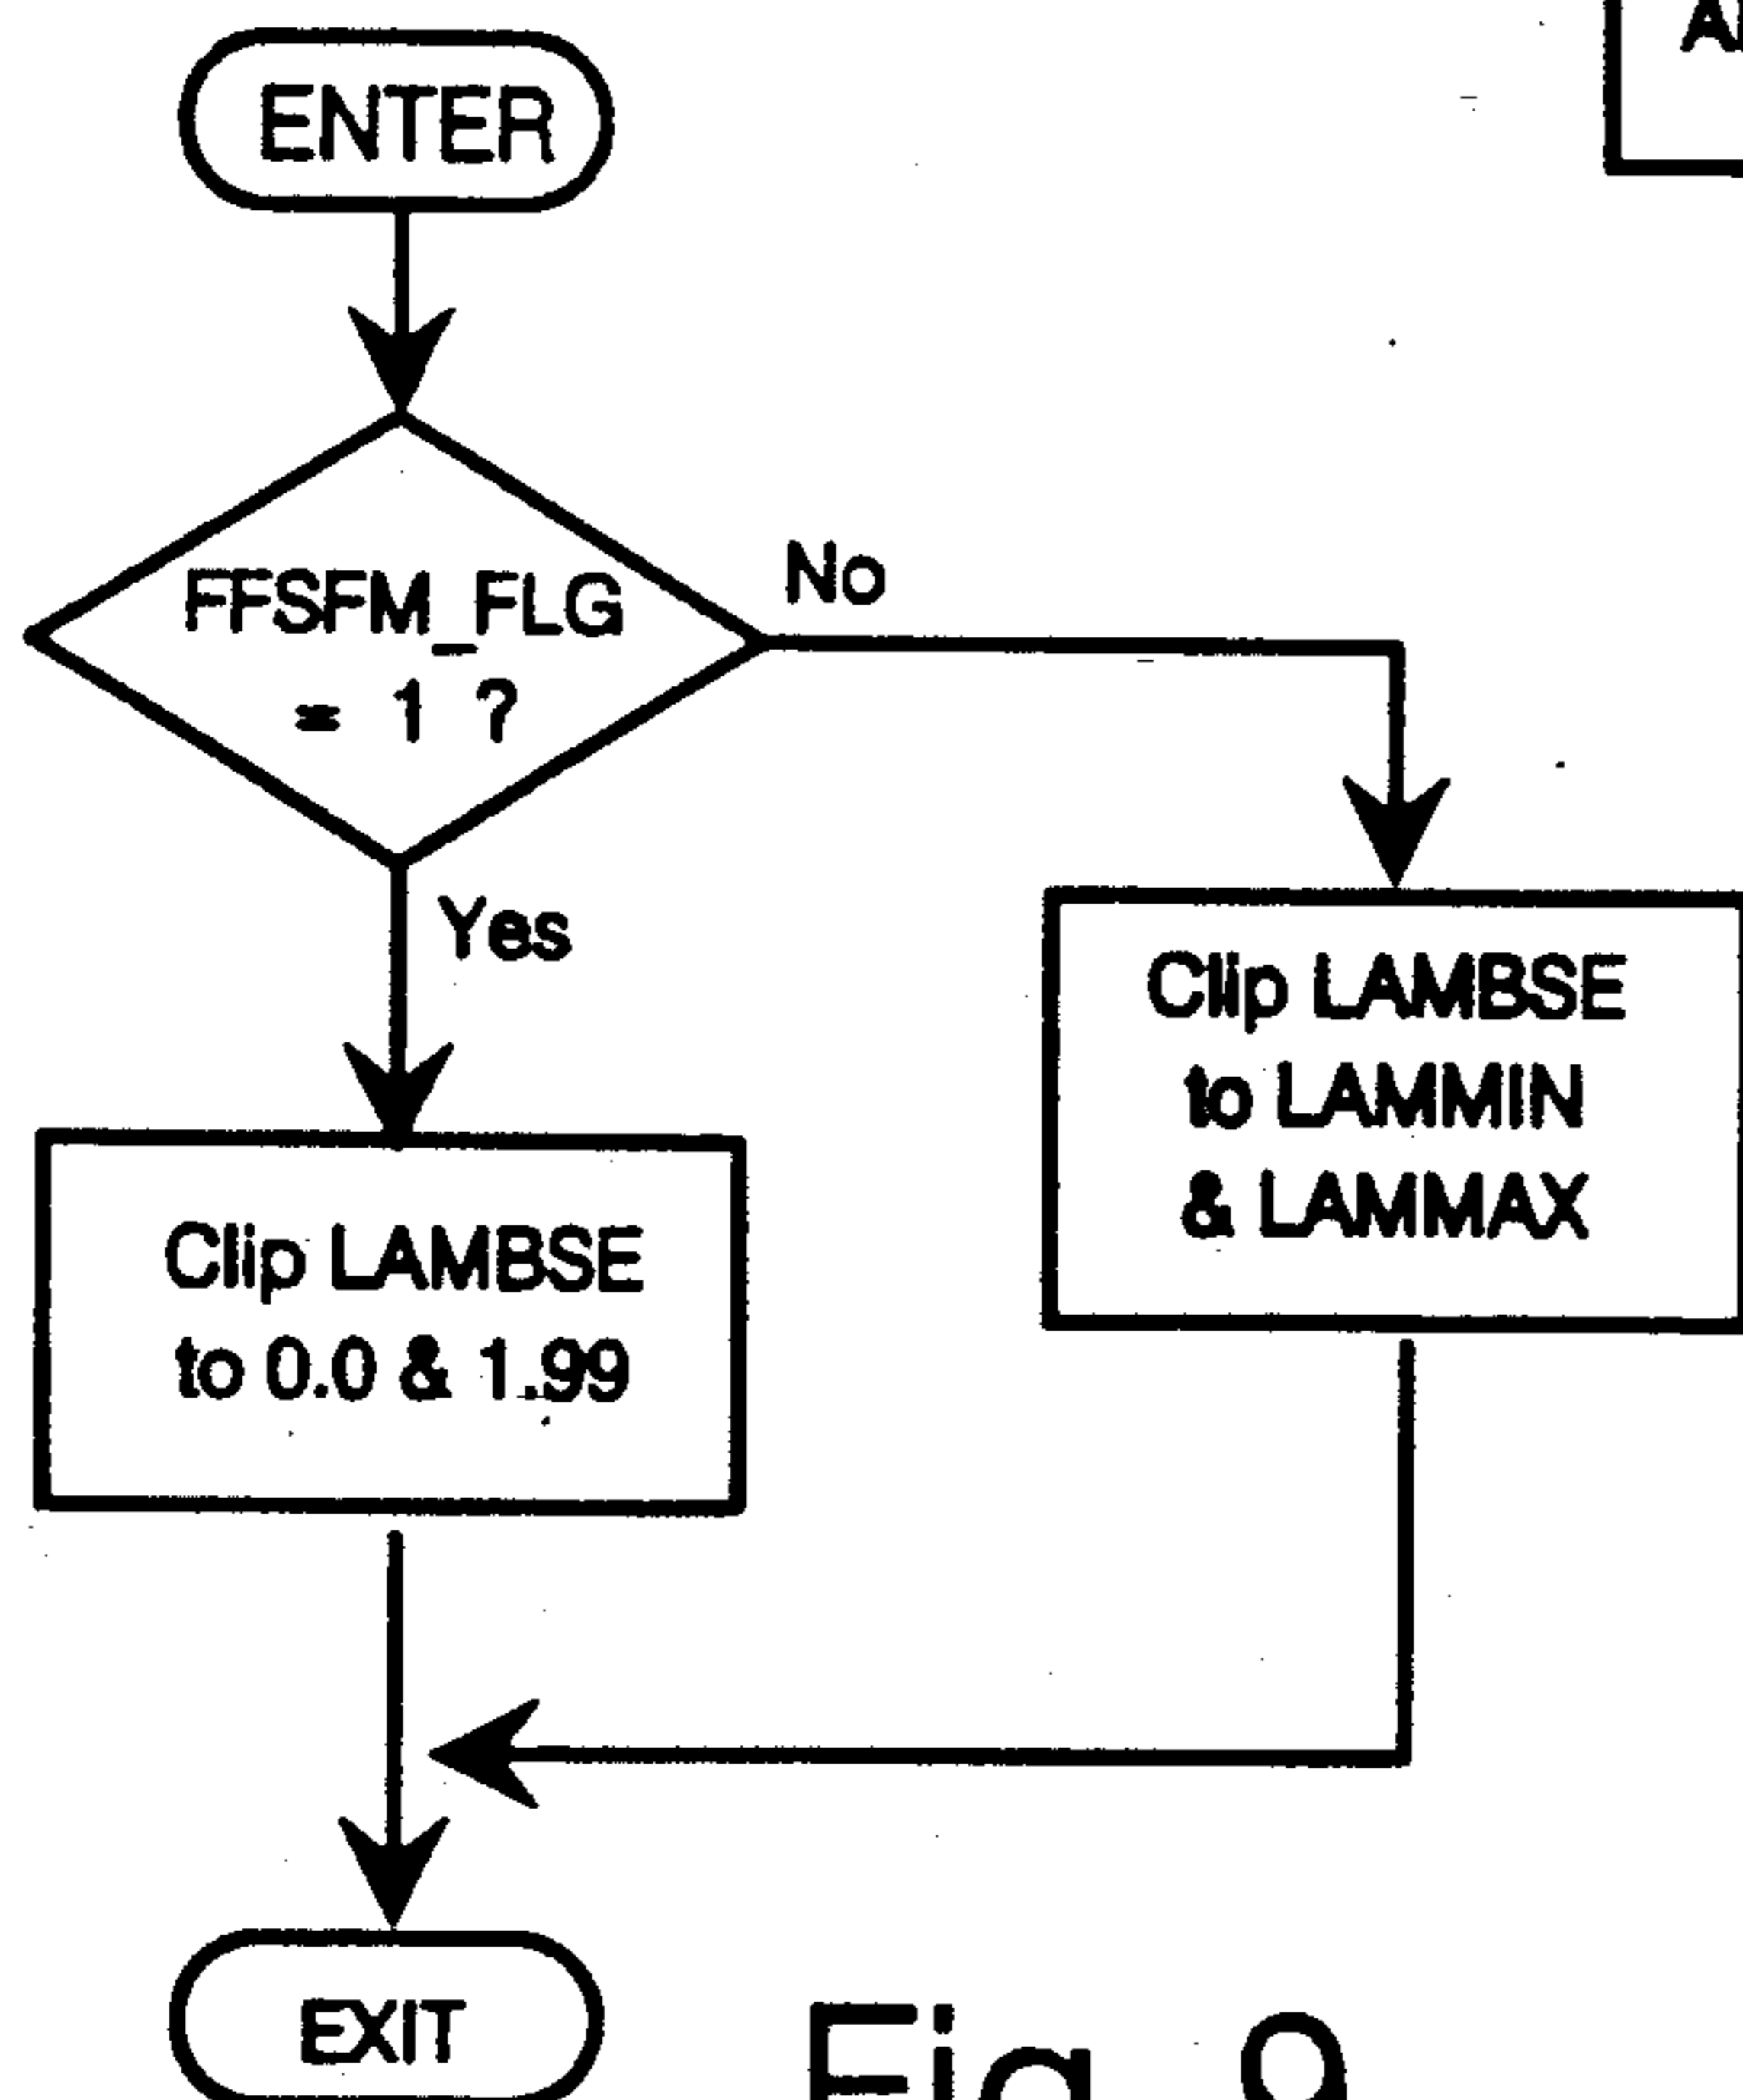 ENTER
FFSFM_FLG
= 1 ?
No
Yes
Clip LAMBSE
to LAMMIN
& LAMMAX
Clip LAMBSE
to 0.0 & 1.99
EXIT